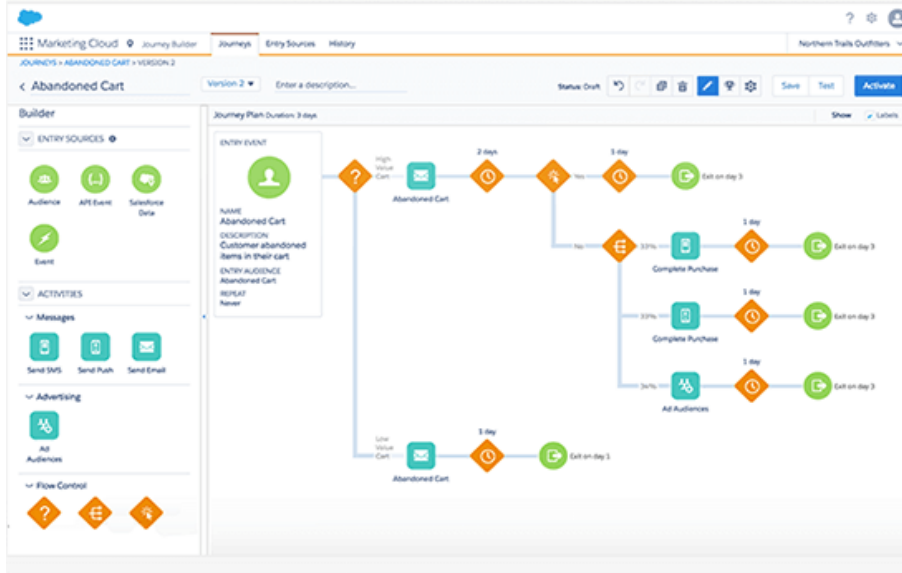 ?
Marketing Cloud Journey Builder Journeys Entry Sources History Northern Trails Outfitters
JOURNEYS > ABANDONED CART > VERSION 2
< Abandoned Cart Version 2 Enter a description... Status: Draft Save Test Activate
Builder
Journey Plan Duration: 3 days Show Labels
ENTRY SOURCES
Audience API Event Salesforce Data
Event
ACTIVITIES
Messages
Send SMS Send Push Send Email
Advertising
Ad Audiences
Flow Control
?
ENTRY EVENT
NAME
Abandoned Cart
DESCRIPTION
Customer abandoned
items in their cart
ENTRY AUDIENCE
Abandoned Cart
REPEAT
Never
?
High
Value
Cart
Abandoned Cart
2 days
Yes
1 day
Exit on day 3
No
33%
Complete Purchase
1 day
Exit on day 3
33%
Complete Purchase
1 day
Exit on day 3
34%
Ad Audiences
1 day
Exit on day 3
Low
Value
Cart
Abandoned Cart
1 day
Exit on day 1